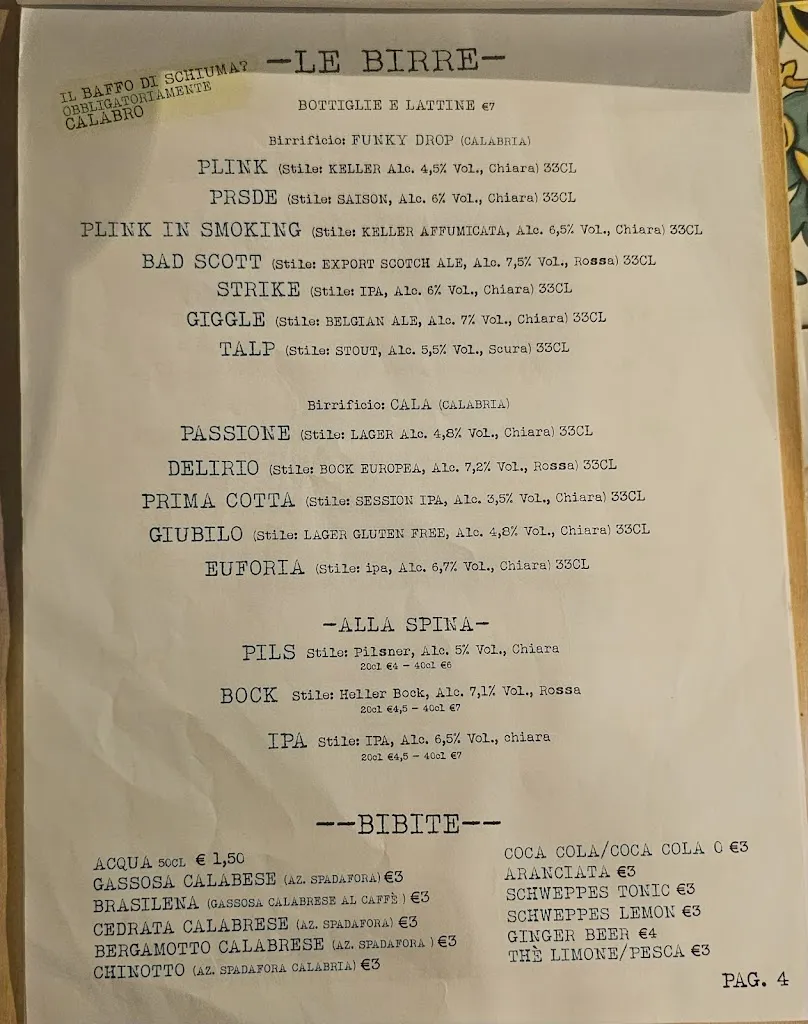 IL BAFFO DI SCHIUMA?
OBBLIGATORIAMENTE
CALABRO
—LE BIRRE—
BOTTIGLIE E LATTINE €7
Birrificio: FUNKY DROP (CALABRIA)
PLINK (Stile: KELLER Alc. 4,5% Vol., Chiara) 33CL
PRSDE (Stile: SAISON, Alc. 6% Vol., Chiara) 33CL
PLINK IN SMOKING (Stile: KELLER AFFUMICATA, Alc. 6,5% Vol., Chiara) 33CL
BAD SCOTT (Stile: EXPORT SCOTCH ALE, Alc. 7,5% Vol., Rossa) 33CL
STRIKE (Stile: IPA, Alc. 6% Vol., Chiara) 33CL
GIGGLE (Stile: BELGIAN ALE, Alc. 7% Vol., Chiara) 33CL
TALP (Stile: STOUT, Alc. 5,5% Vol., Scura) 33CL
Birrificio: CALA (CALABRIA)
PASSIONE (Stile: LAGER Alc. 4,8% Vol., Chiara) 33CL
DELIRIO (Stile: BOCK EUROPEA, Alc. 7,2% Vol., Rossa) 33CL
PRIMA COTTA (Stile: SESSION IPA, Alc. 3,5% Vol., Chiara) 33CL
GIUBILO (Stile: LAGER GLUTEN FREE, Alc. 4,8% Vol., Chiara) 33CL
EUFORIA (Stile: ipa, Alc. 6,7% Vol., Chiara) 33CL
—ALLA SPINA—
PILS Stile: Pilsner, Alc. 5% Vol., Chiara
20cl €4 — 40cl €6
BOCK Stile: Heller Bock, Alc. 7,1% Vol., Rossa
20cl €4,5 — 40cl €7
IPA Stile: IPA, Alc. 6,5% Vol., chiara
20cl €4,5 — 40cl €7
——BIBITE——
ACQUA 50CL € 1,50
GASSOSA CALABESE (AZ. SPADAFORA) €3
BRASILENA (GASSOSA CALABRESE AL CAFFÈ ) €3
CEDRATA CALABRESE (AZ. SPADAFORA) €3
BERGAMOTTO CALABRESE (AZ. SPADAFORA ) €3
CHINOTTO (AZ. SPADAFORA CALABRIA) €3
COCA COLA/COCA COLA 0 €3
ARANCIATA €3
SCHWEPPES TONIC €3
SCHWEPPES LEMON €3
GINGER BEER €4
THÈ LIMONE/PESCA €3
PAG. 4